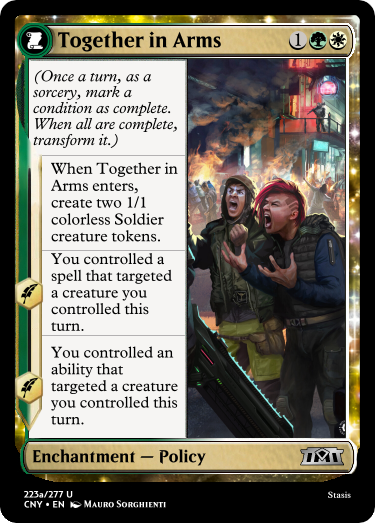 Together in Arms 1
(Once a turn, as a
sorcery, mark a
condition as complete.
When all are complete,
transform it.)
When Together in
Arms enters,
create two 1/1
colorless Soldier
creature tokens.
You controlled a
spell that targeted
a creature you
controlled this
turn.
You controlled an
ability that
targeted a creature
you controlled this
turn.
Enchantment — Policy
223a/277 U
CNY • EN Mauro Sorghienti
Stasis